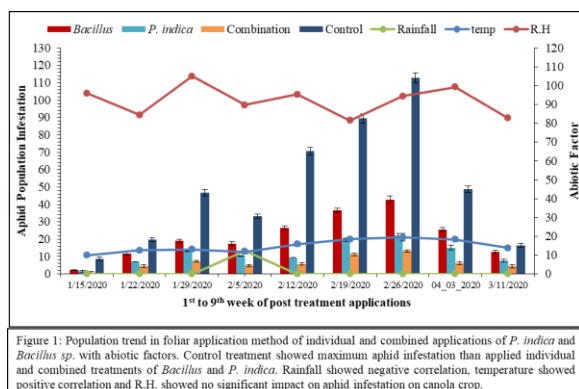 Bacillus P. indica Combination Control Rainfall temp R.H
130 120
120 110
110 100
100 90
90 80
80 70
70 60
60 50
50 40
40 30
30 20
20 10
10 0
0
Aphid Population Infestation
Abiotic Factor
1/15/2020 1/22/2020 1/29/2020 2/5/2020 2/12/2020 2/19/2020 2/26/2020 04_03_2020 3/11/2020
1st to 9th week of post treatment applications
Figure 1: Population trend in foliar application method of individual and combined applications of P. indica and
Bacillus sp. with abiotic factors. Control treatment showed maximum aphid infestation than applied individual
and combined treatments of Bacillus and P. indica. Rainfall showed negative correlation, temperature showed
positive correlation and R.H. showed no significant impact on aphid infestation on canola crop.